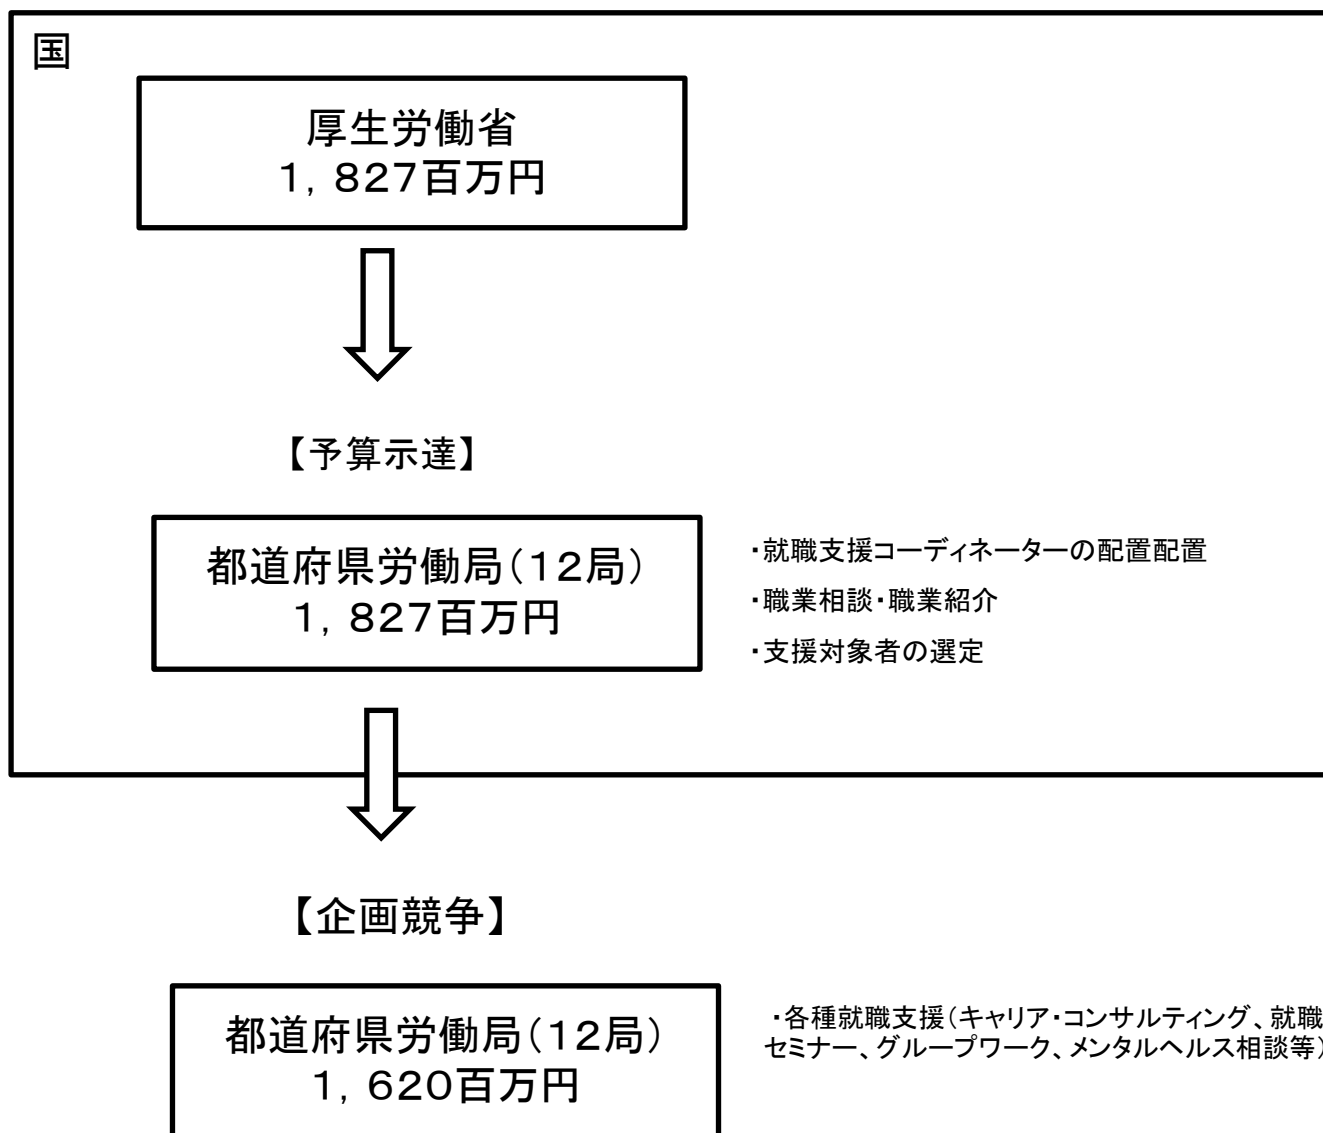 国
厚生労働省
１，８２７百万円
【予算示達】
都道府県労働局（１２局）
１，８２７百万円
・就職支援コーディネーターの配置配置
・職業相談・職業紹介
・支援対象者の選定
【企画競争】
都道府県労働局（１２局）
１，６２０百万円
・各種就職支援（キャリア・コンサルティング、就職
セミナー、グループワーク、メンタルヘルス相談等）